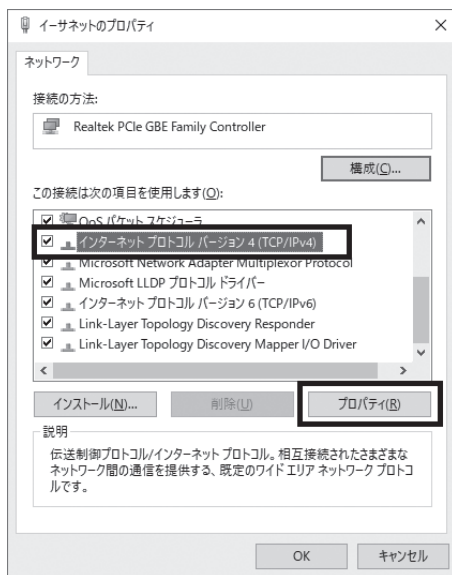 イーサネットのプロパティ
ネットワーク
接続の方法:
Realtek PCIe GBE Family Controller
構成(C)...
この接続は次の項目を使用します(O):
QoS パケット スケジューラ
インターネット プロトコル バージョン 4 (TCP/IPv4)
Microsoft Network Adapter Multiplexor Protocol
Microsoft LLDP プロトコル ドライバー
インターネット プロトコル バージョン 6 (TCP/IPv6)
Link-Layer Topology Discovery Responder
Link-Layer Topology Discovery Mapper I/O Driver
インストール(N)... 削除(U) プロパティ(R)
説明
伝送制御プロトコル/インターネット プロトコル。相互接続されたさまざまな
ネットワーク間の通信を提供する、既定のワイド エリア ネットワーク プロトコ
ルです。
OK キャンセル